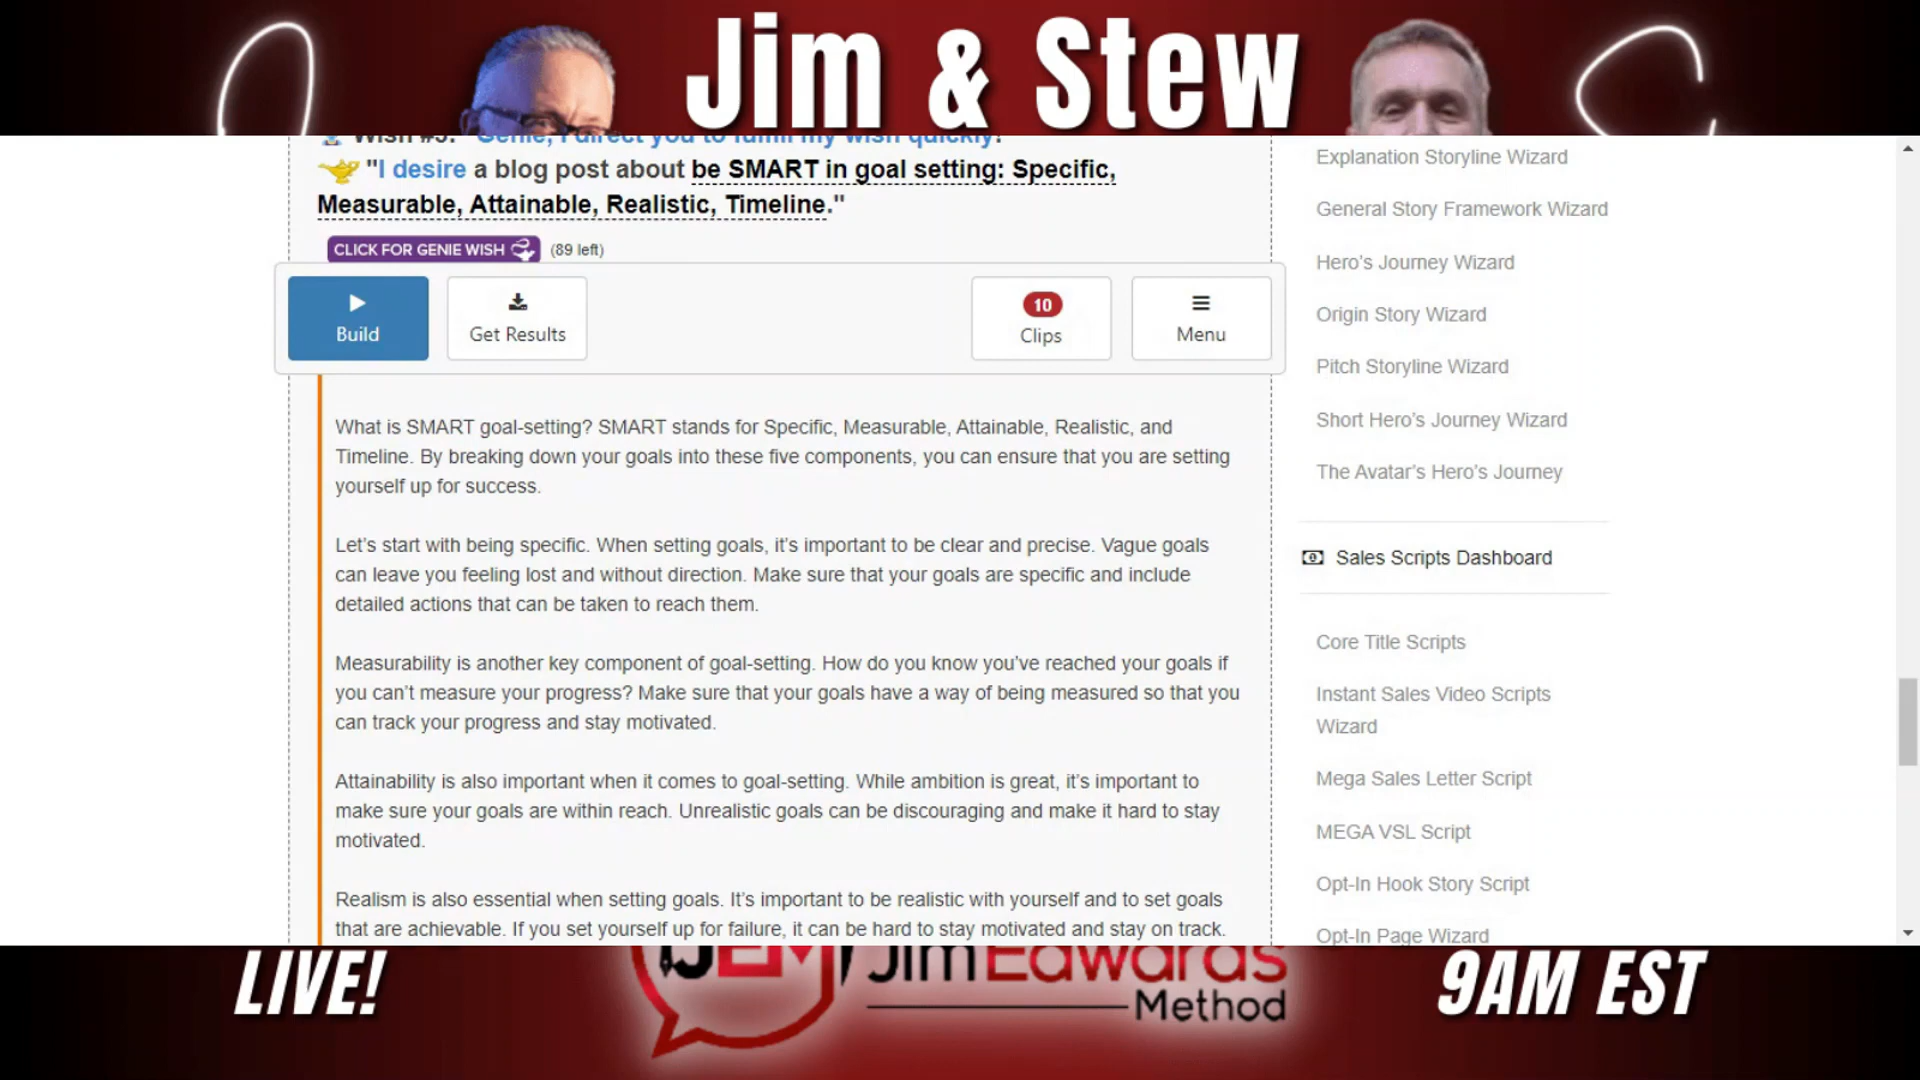 Jim & Stew
Wish #5: "Genie, I direct you to fulfill my wish quickly!
"I desire a blog post about be SMART in goal setting: Specific,
Measurable, Attainable, Realistic, Timeline."
CLICK FOR GENIE WISH (89 left)
Build
Get Results
10
Clips
Menu
What is SMART goal-setting? SMART stands for Specific, Measurable, Attainable, Realistic, and
Timeline. By breaking down your goals into these five components, you can ensure that you are setting
yourself up for success.
Let's start with being specific. When setting goals, it's important to be clear and precise. Vague goals
can leave you feeling lost and without direction. Make sure that your goals are specific and include
detailed actions that can be taken to reach them.
Measurability is another key component of goal-setting. How do you know you've reached your goals if
you can't measure your progress? Make sure that your goals have a way of being measured so that you
can track your progress and stay motivated.
Attainability is also important when it comes to goal-setting. While ambition is great, it's important to
make sure your goals are within reach. Unrealistic goals can be discouraging and make it hard to stay
motivated.
Realism is also essential when setting goals. It's important to be realistic with yourself and to set goals
that are achievable. If you set yourself up for failure, it can be hard to stay motivated and stay on track.
Explanation Storyline Wizard
General Story Framework Wizard
Hero's Journey Wizard
Origin Story Wizard
Pitch Storyline Wizard
Short Hero's Journey Wizard
The Avatar's Hero's Journey
Sales Scripts Dashboard
Core Title Scripts
Instant Sales Video Scripts
Wizard
Mega Sales Letter Script
MEGA VSL Script
Opt-In Hook Story Script
Opt-In Page Wizard
LIVE!
JEM
Jim Edwards
Method
9AM EST